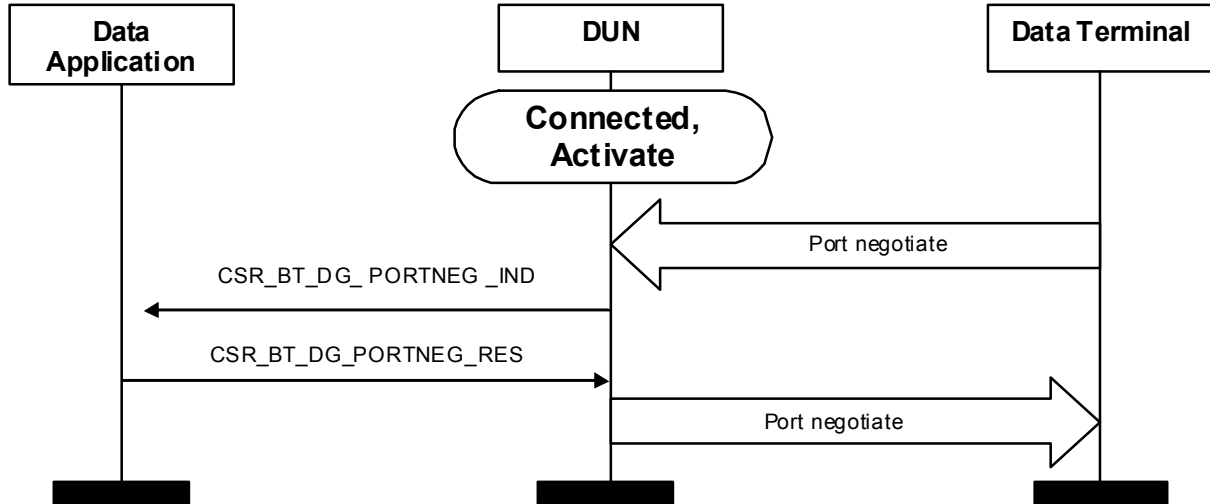 Data
Application
DUN
Data Terminal
Connected,
Activate
Port negotiate
CSR_BT_DG_ PORTNEG _IND
CSR_BT_DG_PORTNEG_RES
Port negotiate